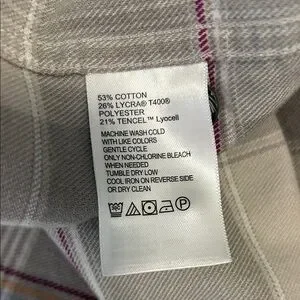 53% COTTON
26% LYCRA® T400®
POLYESTER
21% TENCEL™ Lyocell
MACHINE WASH COLD
WITH LIKE COLORS
GENTLE CYCLE
ONLY NON-CHLORINE BLEACH
WHEN NEEDED
TUMBLE DRY LOW
COOL IRON ON REVERSE SIDE
OR DRY CLEAN
P